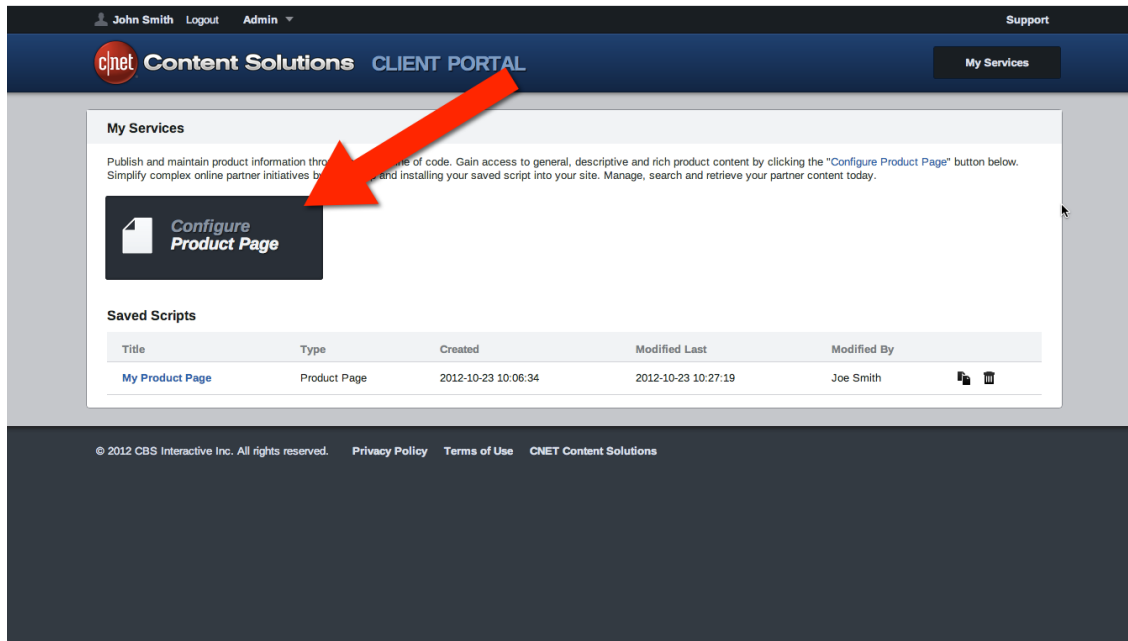 John Smith Logout Admin Support
c|net Content Solutions CLIENT PORTAL My Services
My Services
Publish and maintain product information thr ne of code. Gain access to general, descriptive and rich product content by clicking the "Configure Product Page" button below.
Simplify complex online partner initiatives b and installing your saved script into your site. Manage, search and retrieve your partner content today.
Configure
Product Page
Saved Scripts
Title Type Created Modified Last Modified By
My Product Page Product Page 2012-10-23 10:06:34 2012-10-23 10:27:19 Joe Smith
© 2012 CBS Interactive Inc. All rights reserved. Privacy Policy Terms of Use CNET Content Solutions